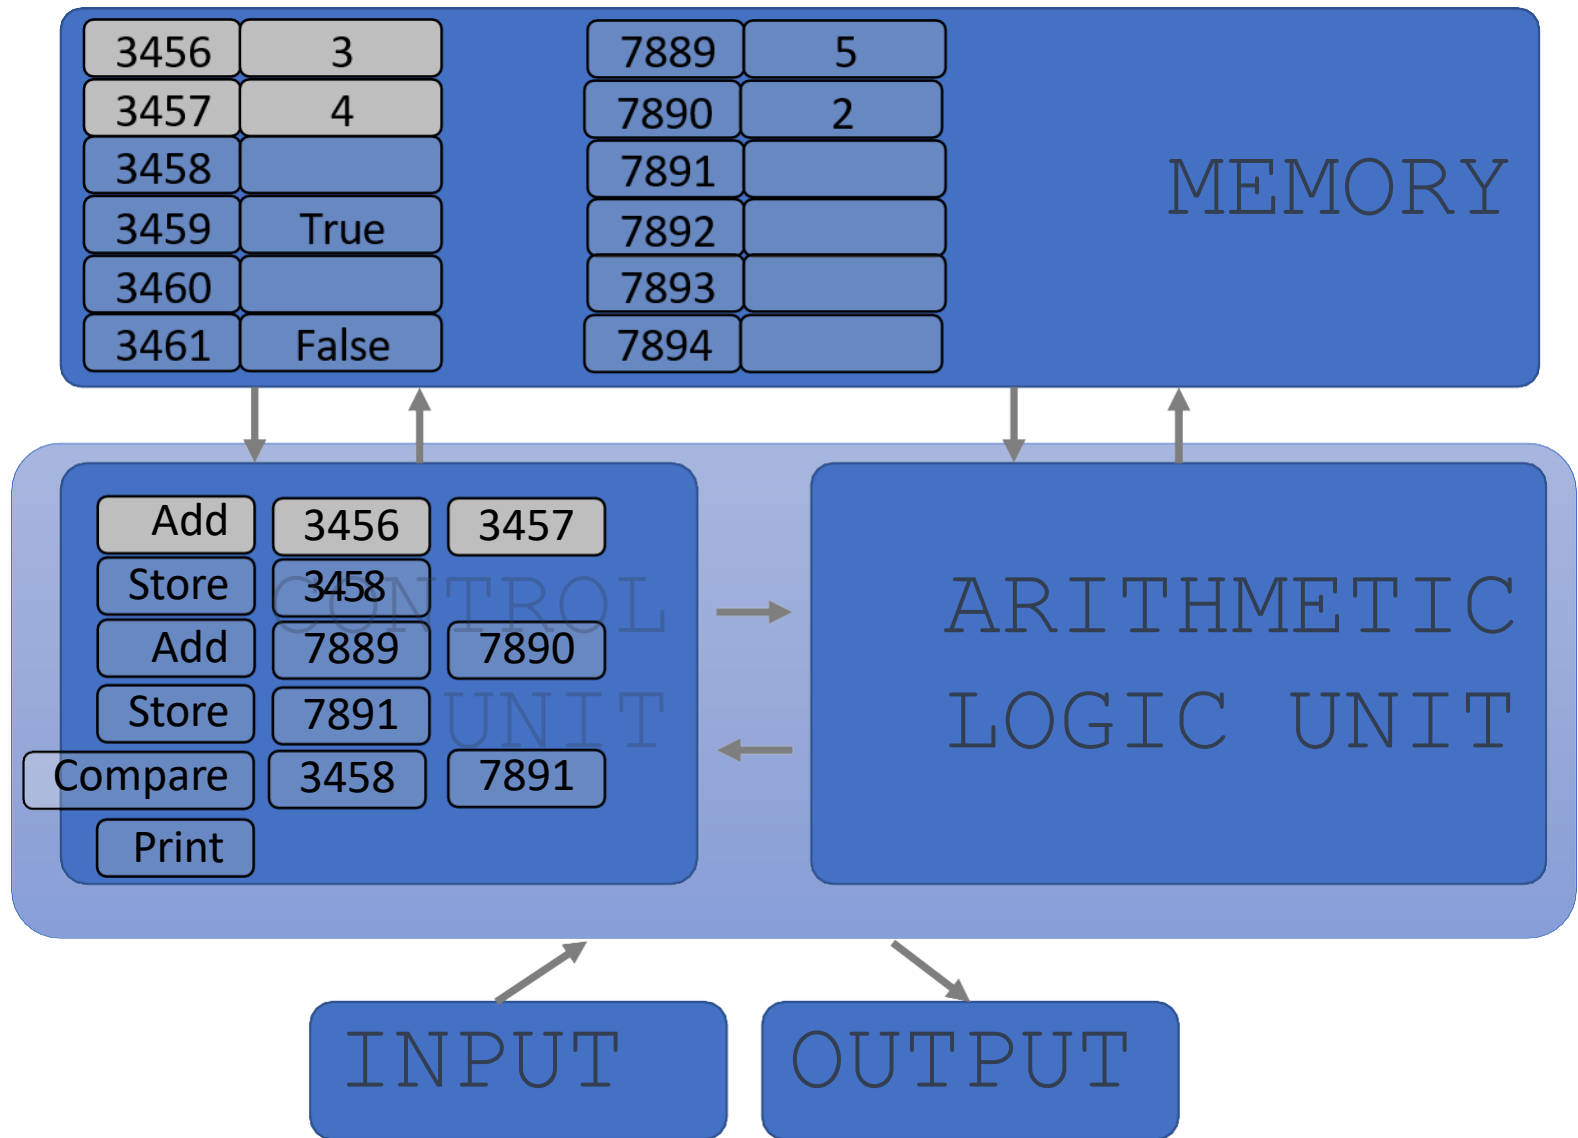 3456 3
3457 4
3458
3459 True
3460
3461 False
7889 5
7890 2
7891
7892
7893
7894
MEMORY
Add 3456 3457
Store 3458
Add 7889 7890
Store 7891
Compare 3458 7891
Print
CONTROL
UNIT
ARITHMETIC
LOGIC UNIT
INPUT
OUTPUT